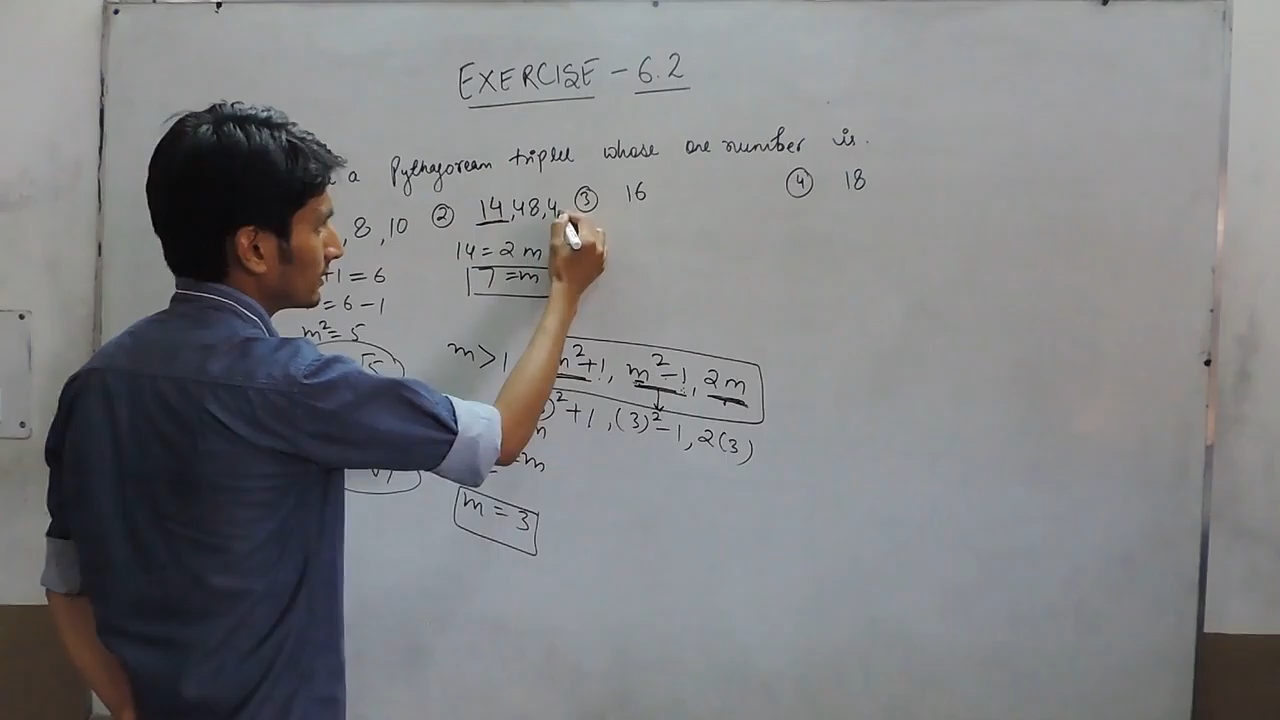 EXERCISE - 6.2
a Pythagorean triplet whose one number is.
, 8, 10 ② 14, 48, 4 ③ 16 ④ 18
+1 = 6 14 = 2m
= 6 - 1 7 = m
m² = 5
√5
m > 1 m²+1, m²-1, 2m
² + 1, (3)² - 1, 2(3)
m
= m
m = 3